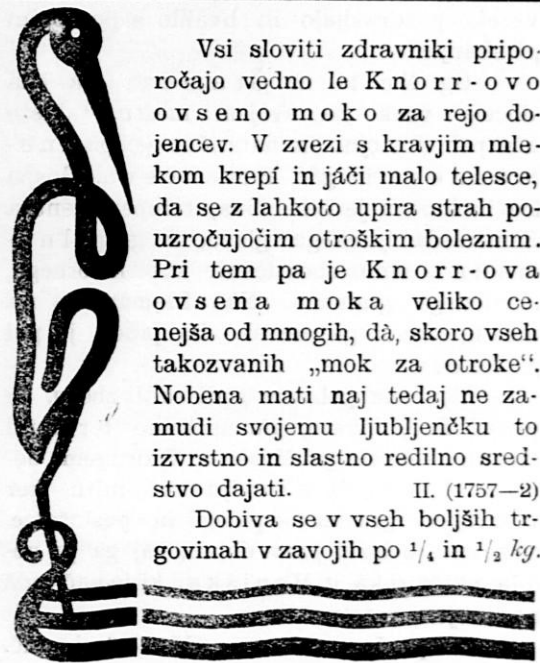 Vsi sloviti zdravniki pripo-
ročajo vedno le Knorr-ovo
ovseno moko za rejo do-
jencev. V zvezi s kravjim mle-
kom krepí in jáči malo telesce,
da se z lahkoto upira strah po-
uzročujočim otroškim boleznim.
Pri tem pa je Knorr-ova
ovsena moka veliko ce-
nejša od mnogih, dà, skoro vseh
takozvanih „mok za otroke“.
Nobena mati naj tedaj ne za-
mudi svojemu ljubljenčku to
izvrstno in slastno redilno sred-
stvo dajati. II. (1757—2)
Dobiva se v vseh boljših tr-
govinah v zavojih po ¹/₄ in ¹/₂ kg.